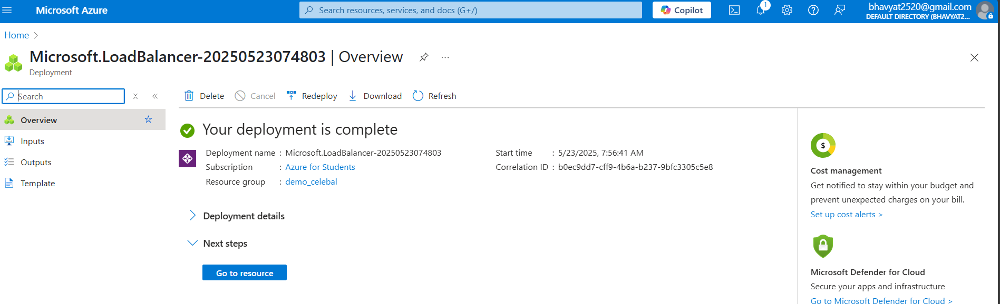 Microsoft Azure
Search resources, services, and docs (G+/)
Copilot
1
bhavyat2520@gmail.com
DEFAULT DIRECTORY (BHAVYAT2...
Home
Microsoft.LoadBalancer-20250523074803 | Overview
...
Deployment
Search
Delete
Cancel
Redeploy
Download
Refresh
Overview
Inputs
Outputs
Template
Your deployment is complete
Deployment name : Microsoft.LoadBalancer-20250523074803
Subscription : Azure for Students
Resource group : demo_celebal
Start time : 5/23/2025, 7:56:41 AM
Correlation ID : b0ec9dd7-cff9-4b6a-b237-9bfc3305c5e8
Deployment details
Next steps
Go to resource
$
Cost management
Get notified to stay within your budget and
prevent unexpected charges on your bill.
Set up cost alerts >
Microsoft Defender for Cloud
Secure your apps and infrastructure
Go to Microsoft Defender for Cloud >